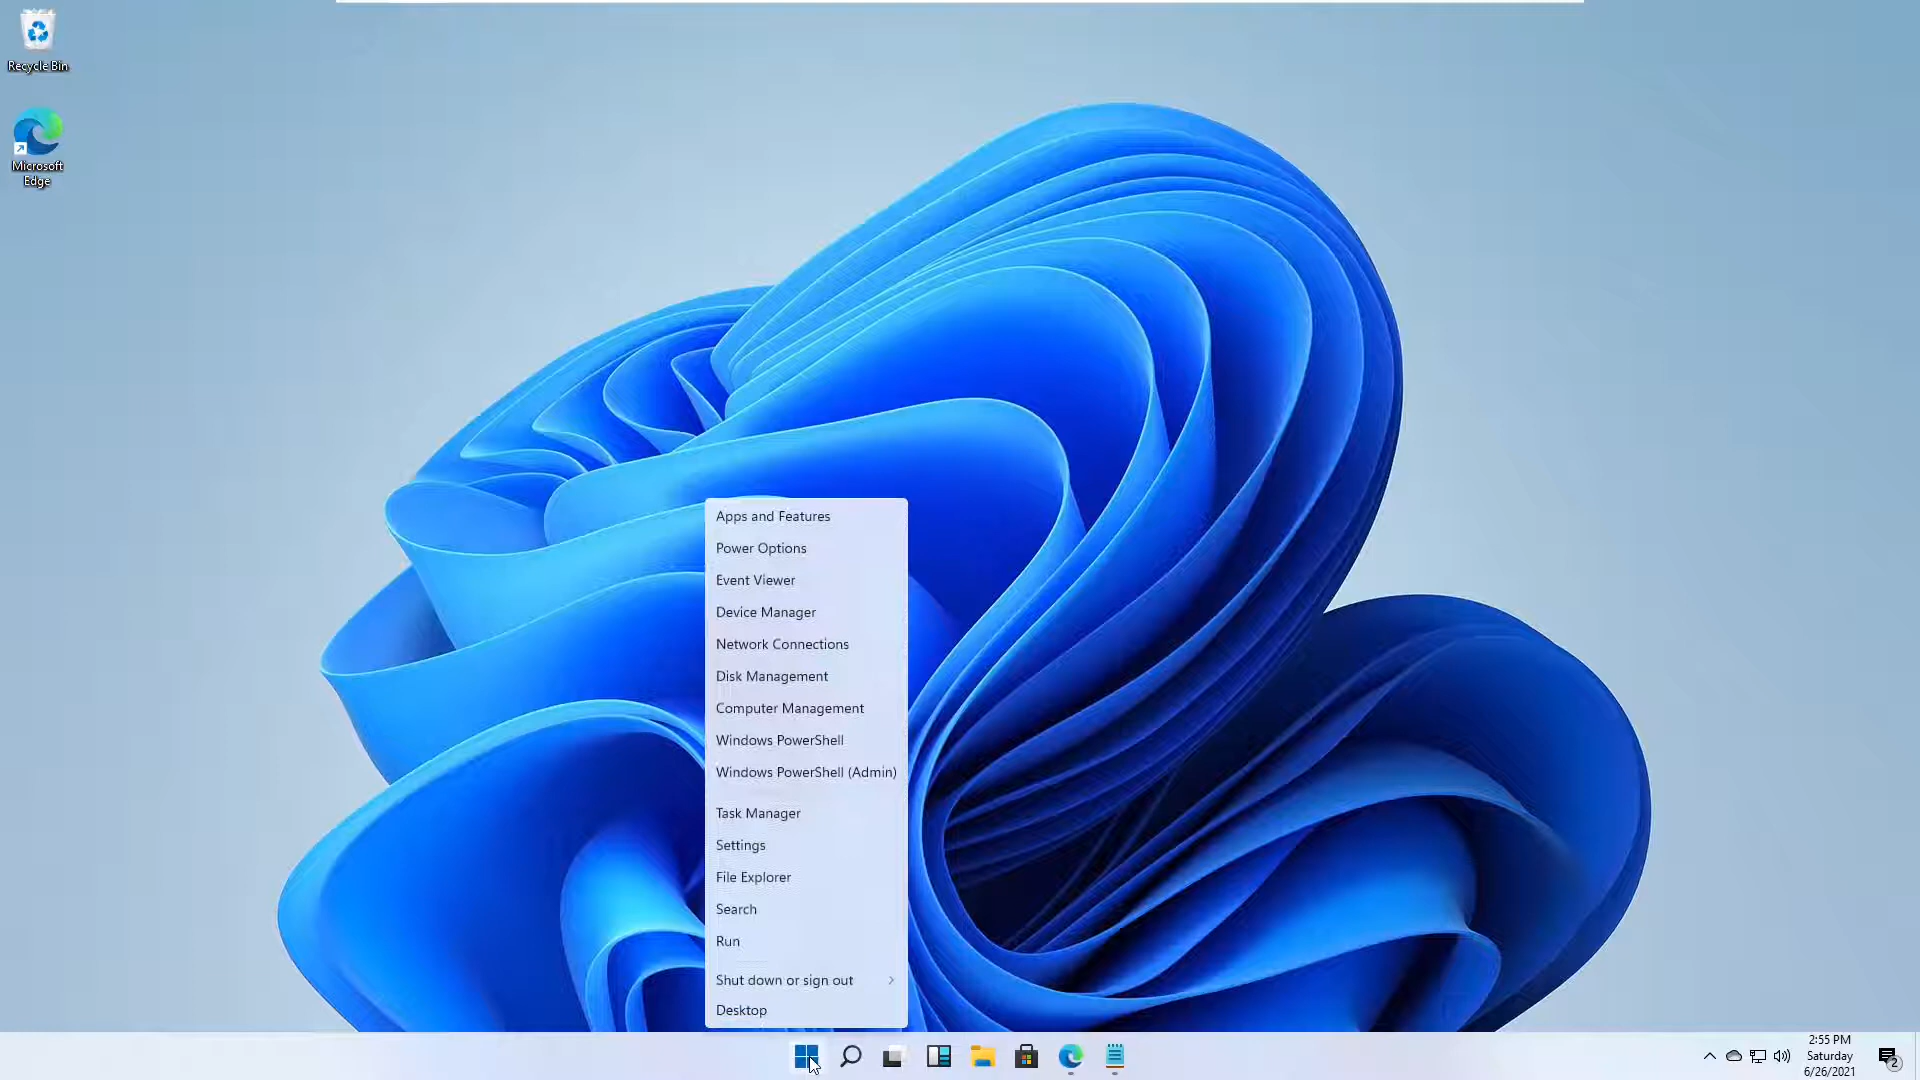 Recycle Bin
Microsoft
Edge
Apps and Features
Power Options
Event Viewer
Device Manager
Network Connections
Disk Management
Computer Management
Windows PowerShell
Windows PowerShell (Admin)
Task Manager
Settings
File Explorer
Search
Run
Shut down or sign out
Desktop
2:55 PM
Saturday
6/26/2021
2